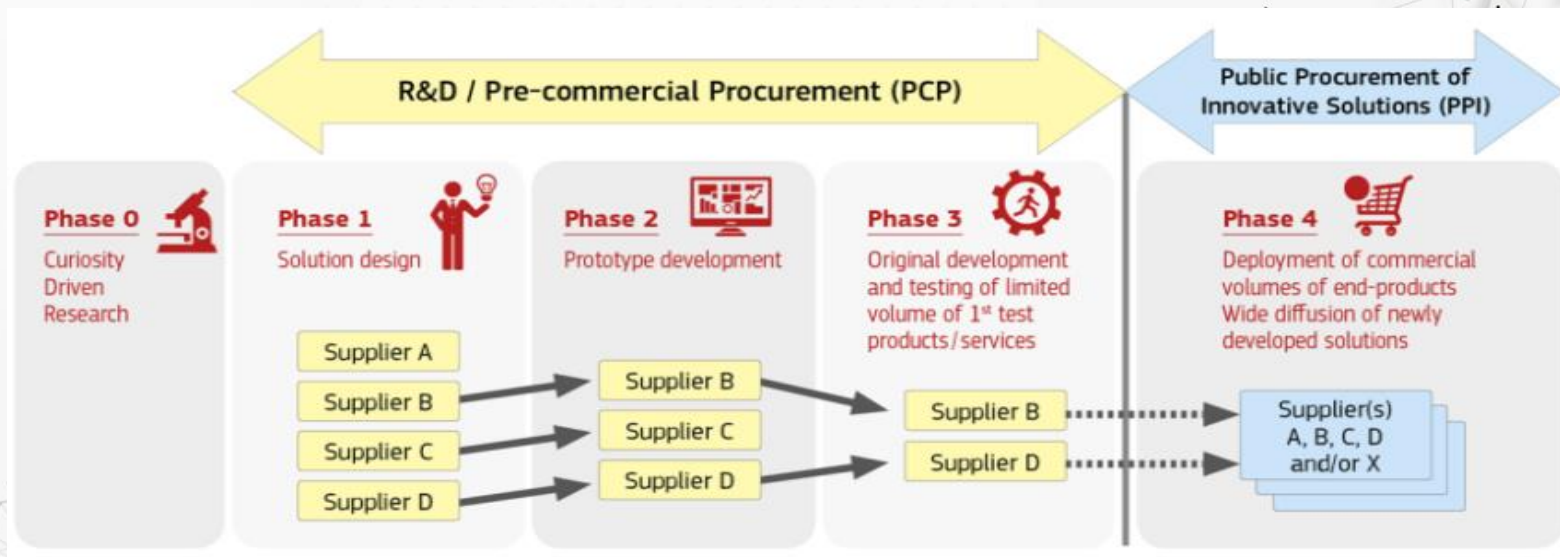 R&D / Pre-commercial Procurement (PCP)
Public Procurement of
Innovative Solutions (PPI)
Phase 0
Curiosity
Driven
Research
Phase 1
Solution design
Supplier A
Supplier B
Supplier C
Supplier D
Phase 2
Prototype development
Supplier B
Supplier C
Supplier D
Phase 3
Original development
and testing of limited
volume of 1st test
products/services
Supplier B
Supplier D
Phase 4
Deployment of commercial
volumes of end-products
Wide diffusion of newly
developed solutions
Supplier(s)
A, B, C, D
and/or X